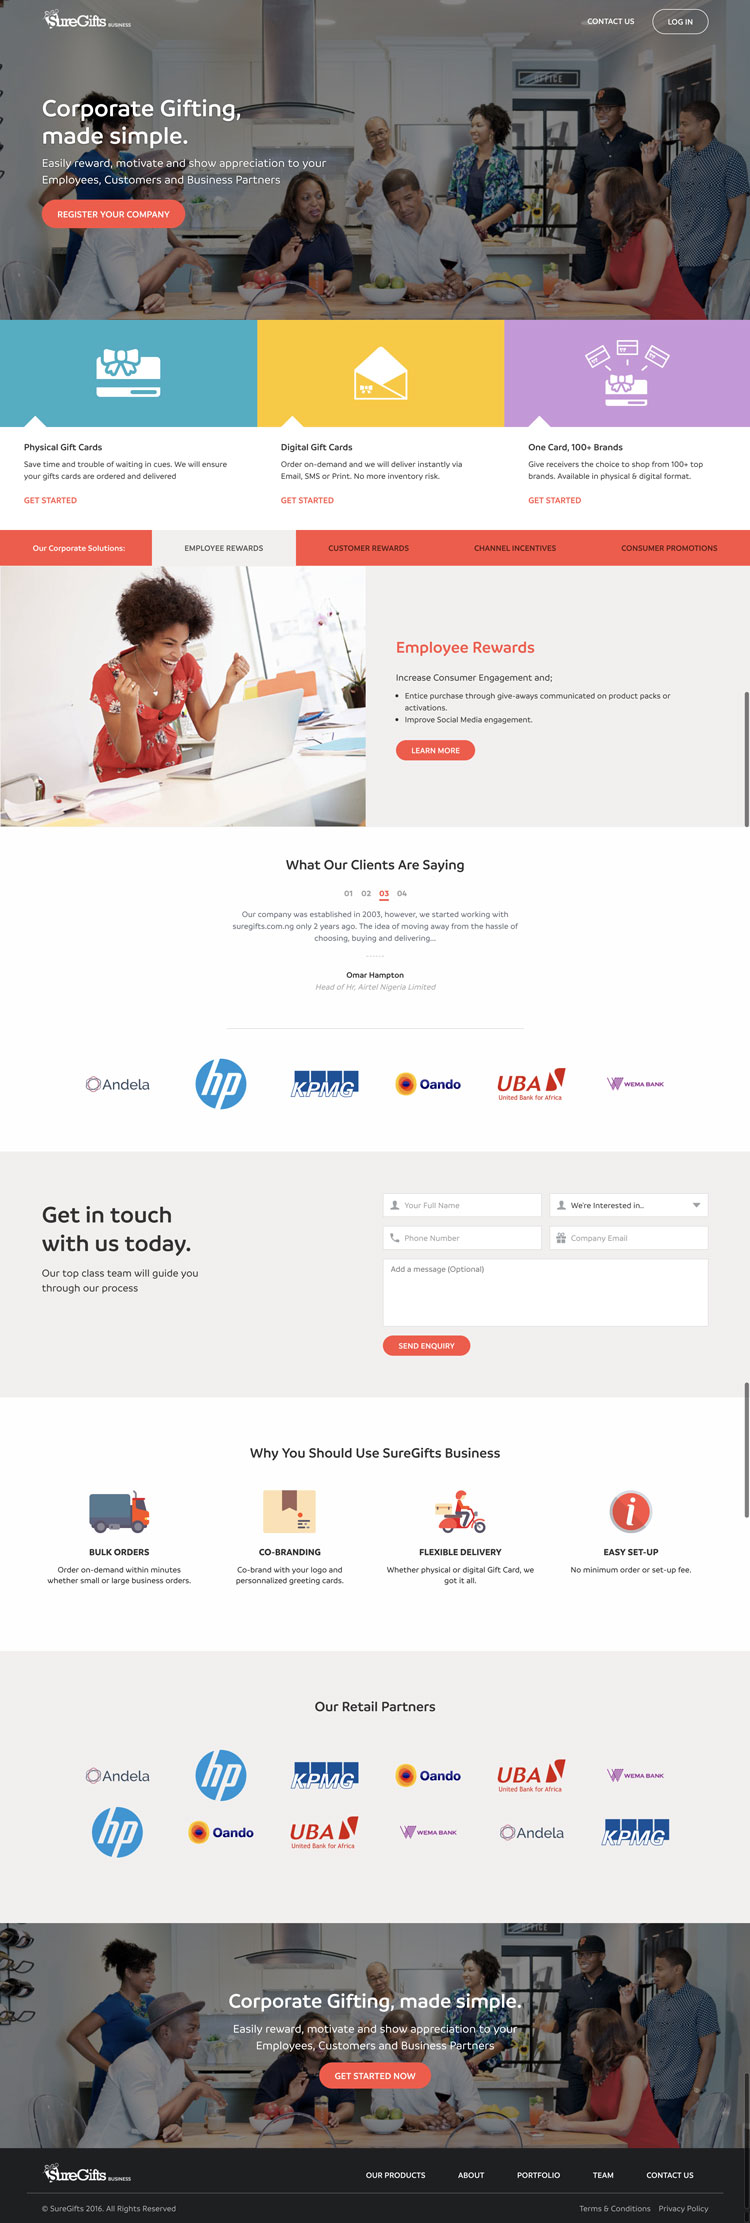 SureGifts BUSINESS
CONTACT US
LOG IN
OFFICE
Corporate Gifting,
made simple.
Easily reward, motivate and show appreciation to your
Employees, Customers and Business Partners
REGISTER YOUR COMPANY
Physical Gift Cards
Save time and trouble of waiting in cues. We will ensure
your gifts cards are ordered and delivered
GET STARTED
Digital Gift Cards
Order on-demand and we will deliver instantly via
Email, SMS or Print. No more inventory risk.
GET STARTED
One Card, 100+ Brands
Give receivers the choice to shop from 100+ top
brands. Available in physical & digital format.
GET STARTED
Our Corporate Solutions:
EMPLOYEE REWARDS
CUSTOMER REWARDS
CHANNEL INCENTIVES
CONSUMER PROMOTIONS
Employee Rewards
Increase Consumer Engagement and;
Entice purchase through give-aways communicated on product packs or
activations.
Improve Social Media engagement.
LEARN MORE
What Our Clients Are Saying
01 02 03 04
Our company was established in 2003, however, we started working with
suregifts.com.ng only 2 years ago. The idea of moving away from the hassle of
choosing, buying and delivering...
Omar Hampton
Head of Hr, Airtel Nigeria Limited
Andela
hp
KPMG
Oando
UBA
United Bank for Africa
WEMA BANK
Get in touch
with us today.
Our top class team will guide you
through our process
Your Full Name
We're Interested in..
Phone Number
Company Email
Add a message (Optional)
SEND ENQUIRY
Why You Should Use SureGifts Business
BULK ORDERS
Order on-demand within minutes
whether small or large business orders.
CO-BRANDING
Co-brand with your logo and
personnalized greeting cards.
FLEXIBLE DELIVERY
Whether physical or digital Gift Card, we
got it all.
EASY SET-UP
No minimum order or set-up fee.
Our Retail Partners
Andela
hp
KPMG
Oando
UBA
United Bank for Africa
WEMA BANK
hp
Oando
UBA
United Bank for Africa
WEMA BANK
Andela
KPMG
OFFICE
Corporate Gifting, made simple.
Easily reward, motivate and show appreciation to your
Employees, Customers and Business Partners
GET STARTED NOW
SureGifts BUSINESS
OUR PRODUCTS
ABOUT
PORTFOLIO
TEAM
CONTACT US
© SureGifts 2016. All Rights Reserved
Terms & Conditions
Privacy Policy